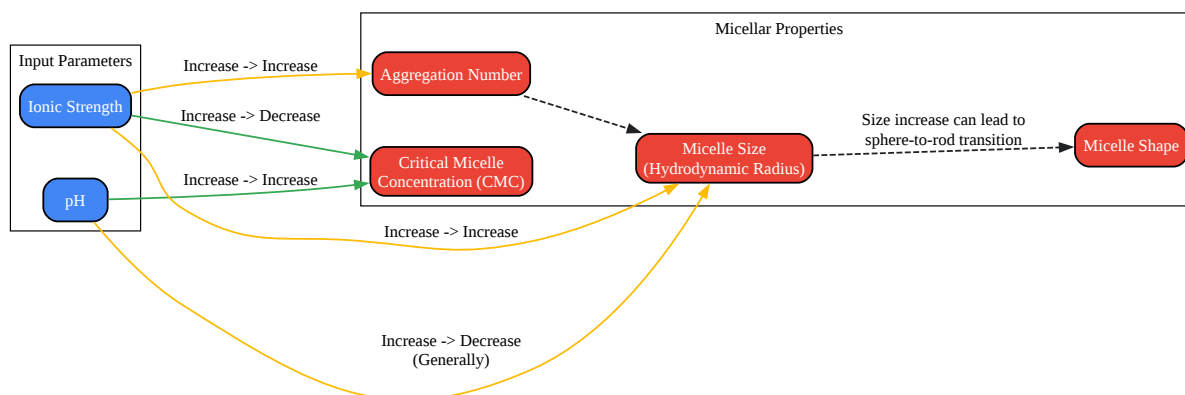 Micellar Properties
Input Parameters
Ionic Strength
pH
Increase -> Increase
Increase -> Decrease
Increase -> Increase
Increase -> Increase
Increase -> Decrease
(Generally)
Aggregation Number
Critical Micelle
Concentration (CMC)
Micelle Size
(Hydrodynamic Radius)
Size increase can lead to
sphere-to-rod transition
Micelle Shape